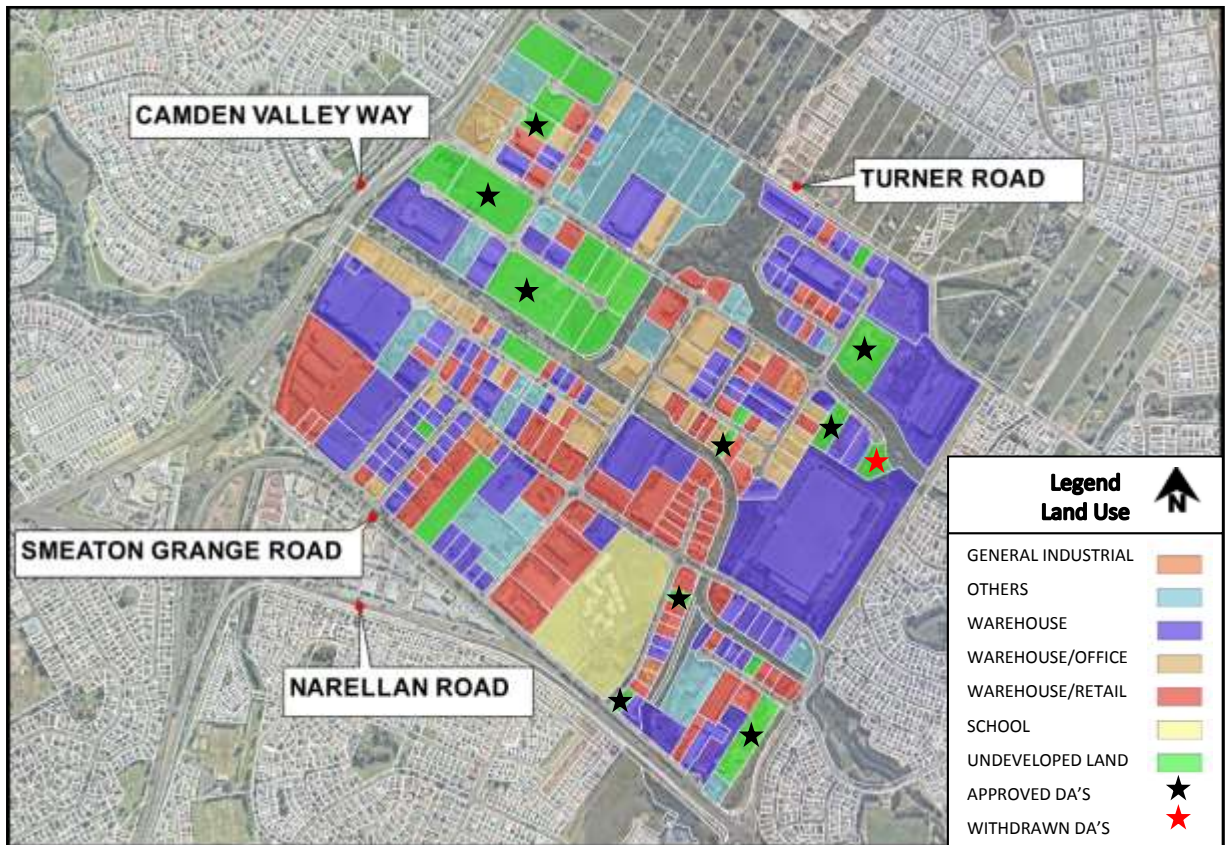 CAMDEN VALLEY WAY
TURNER ROAD
SMEATON GRANGE ROAD
NARELLAN ROAD
Legend
Land Use
N
GENERAL INDUSTRIAL
OTHERS
WAREHOUSE
WAREHOUSE/OFFICE
WAREHOUSE/RETAIL
SCHOOL
UNDEVELOPED LAND
APPROVED DA'S
WITHDRAWN DA'S